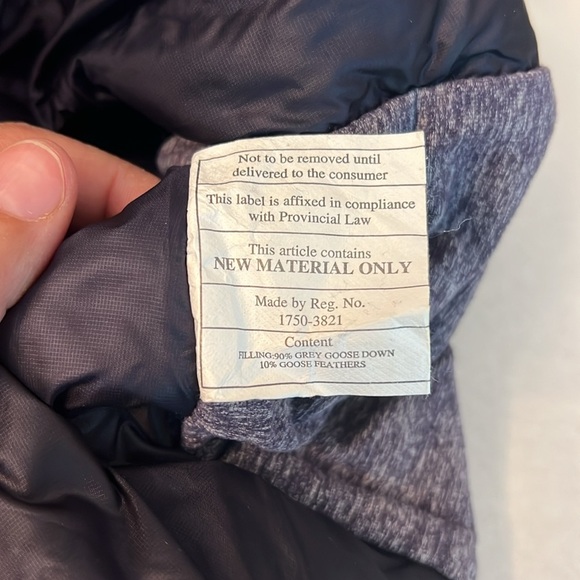 Not to be removed until
delivered to the consumer
This label is affixed in compliance
with Provincial Law
This article contains
NEW MATERIAL ONLY
Made by Reg. No.
1750-3821
Content
FILLING:90% GREY GOOSE DOWN
10% GOOSE FEATHERS